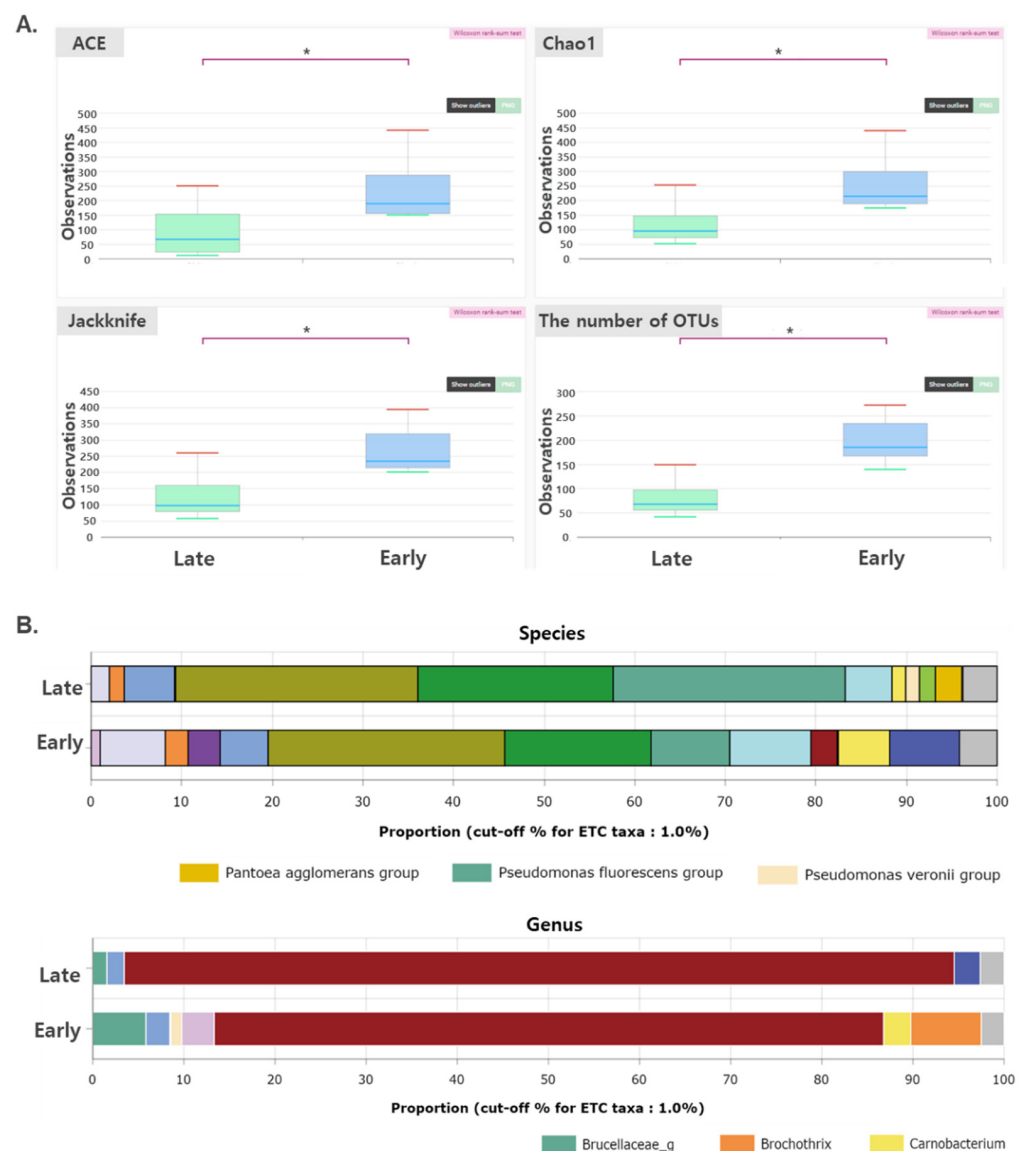 A.
ACE
Wilcoxon rank-sum test
*
Show outliers PNG
Observations
500
450
400
350
300
250
200
150
100
50
0
Chao1
Wilcoxon rank-sum test
*
Show outliers PNG
Observations
500
450
400
350
300
250
200
150
100
50
0
Jackknife
Wilcoxon rank-sum test
*
Show outliers PNG
Observations
450
400
350
300
250
200
150
100
50
0
Late Early
The number of OTUs
Wilcoxon rank-sum test
*
Show outliers PNG
Observations
300
250
200
150
100
50
0
Late Early
B.
Species
Late
Early
0 10 20 30 40 50 60 70 80 90 100
Proportion (cut-off % for ETC taxa : 1.0%)
Pantoea agglomerans group Pseudomonas fluorescens group Pseudomonas veronii group
Genus
Late
Early
0 10 20 30 40 50 60 70 80 90 100
Proportion (cut-off % for ETC taxa : 1.0%)
Brucellaceae_g Brochothrix Carnobacterium